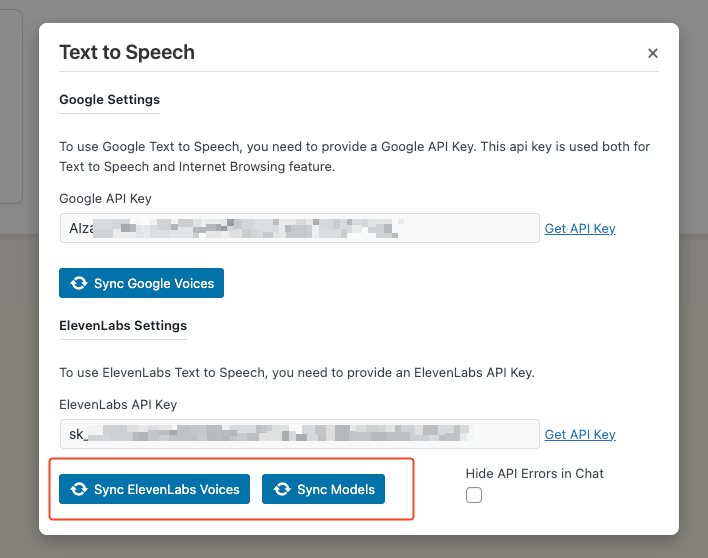 Text to Speech
×
Google Settings
To use Google Text to Speech, you need to provide a Google API Key. This api key is used both for
Text to Speech and Internet Browsing feature.
Google API Key
Get API Key
Sync Google Voices
ElevenLabs Settings
To use ElevenLabs Text to Speech, you need to provide an ElevenLabs API Key.
ElevenLabs API Key
sk_
Get API Key
Sync ElevenLabs Voices
Sync Models
Hide API Errors in Chat